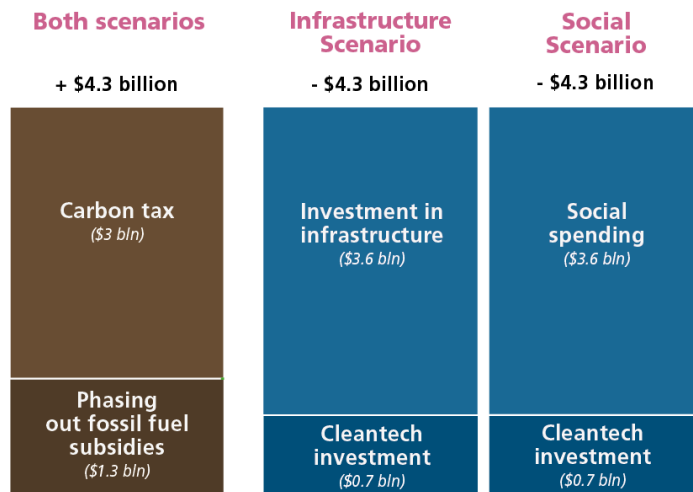 Both scenarios
+ $4.3 billion
Carbon tax
($3 bln)
Phasing
out fossil fuel
subsidies
($1.3 bln)
Infrastructure
Scenario
- $4.3 billion
Investment in
infrastructure
($3.6 bln)
Cleantech
investment
($0.7 bln)
Social
Scenario
- $4.3 billion
Social
spending
($3.6 bln)
Cleantech
investment
($0.7 bln)